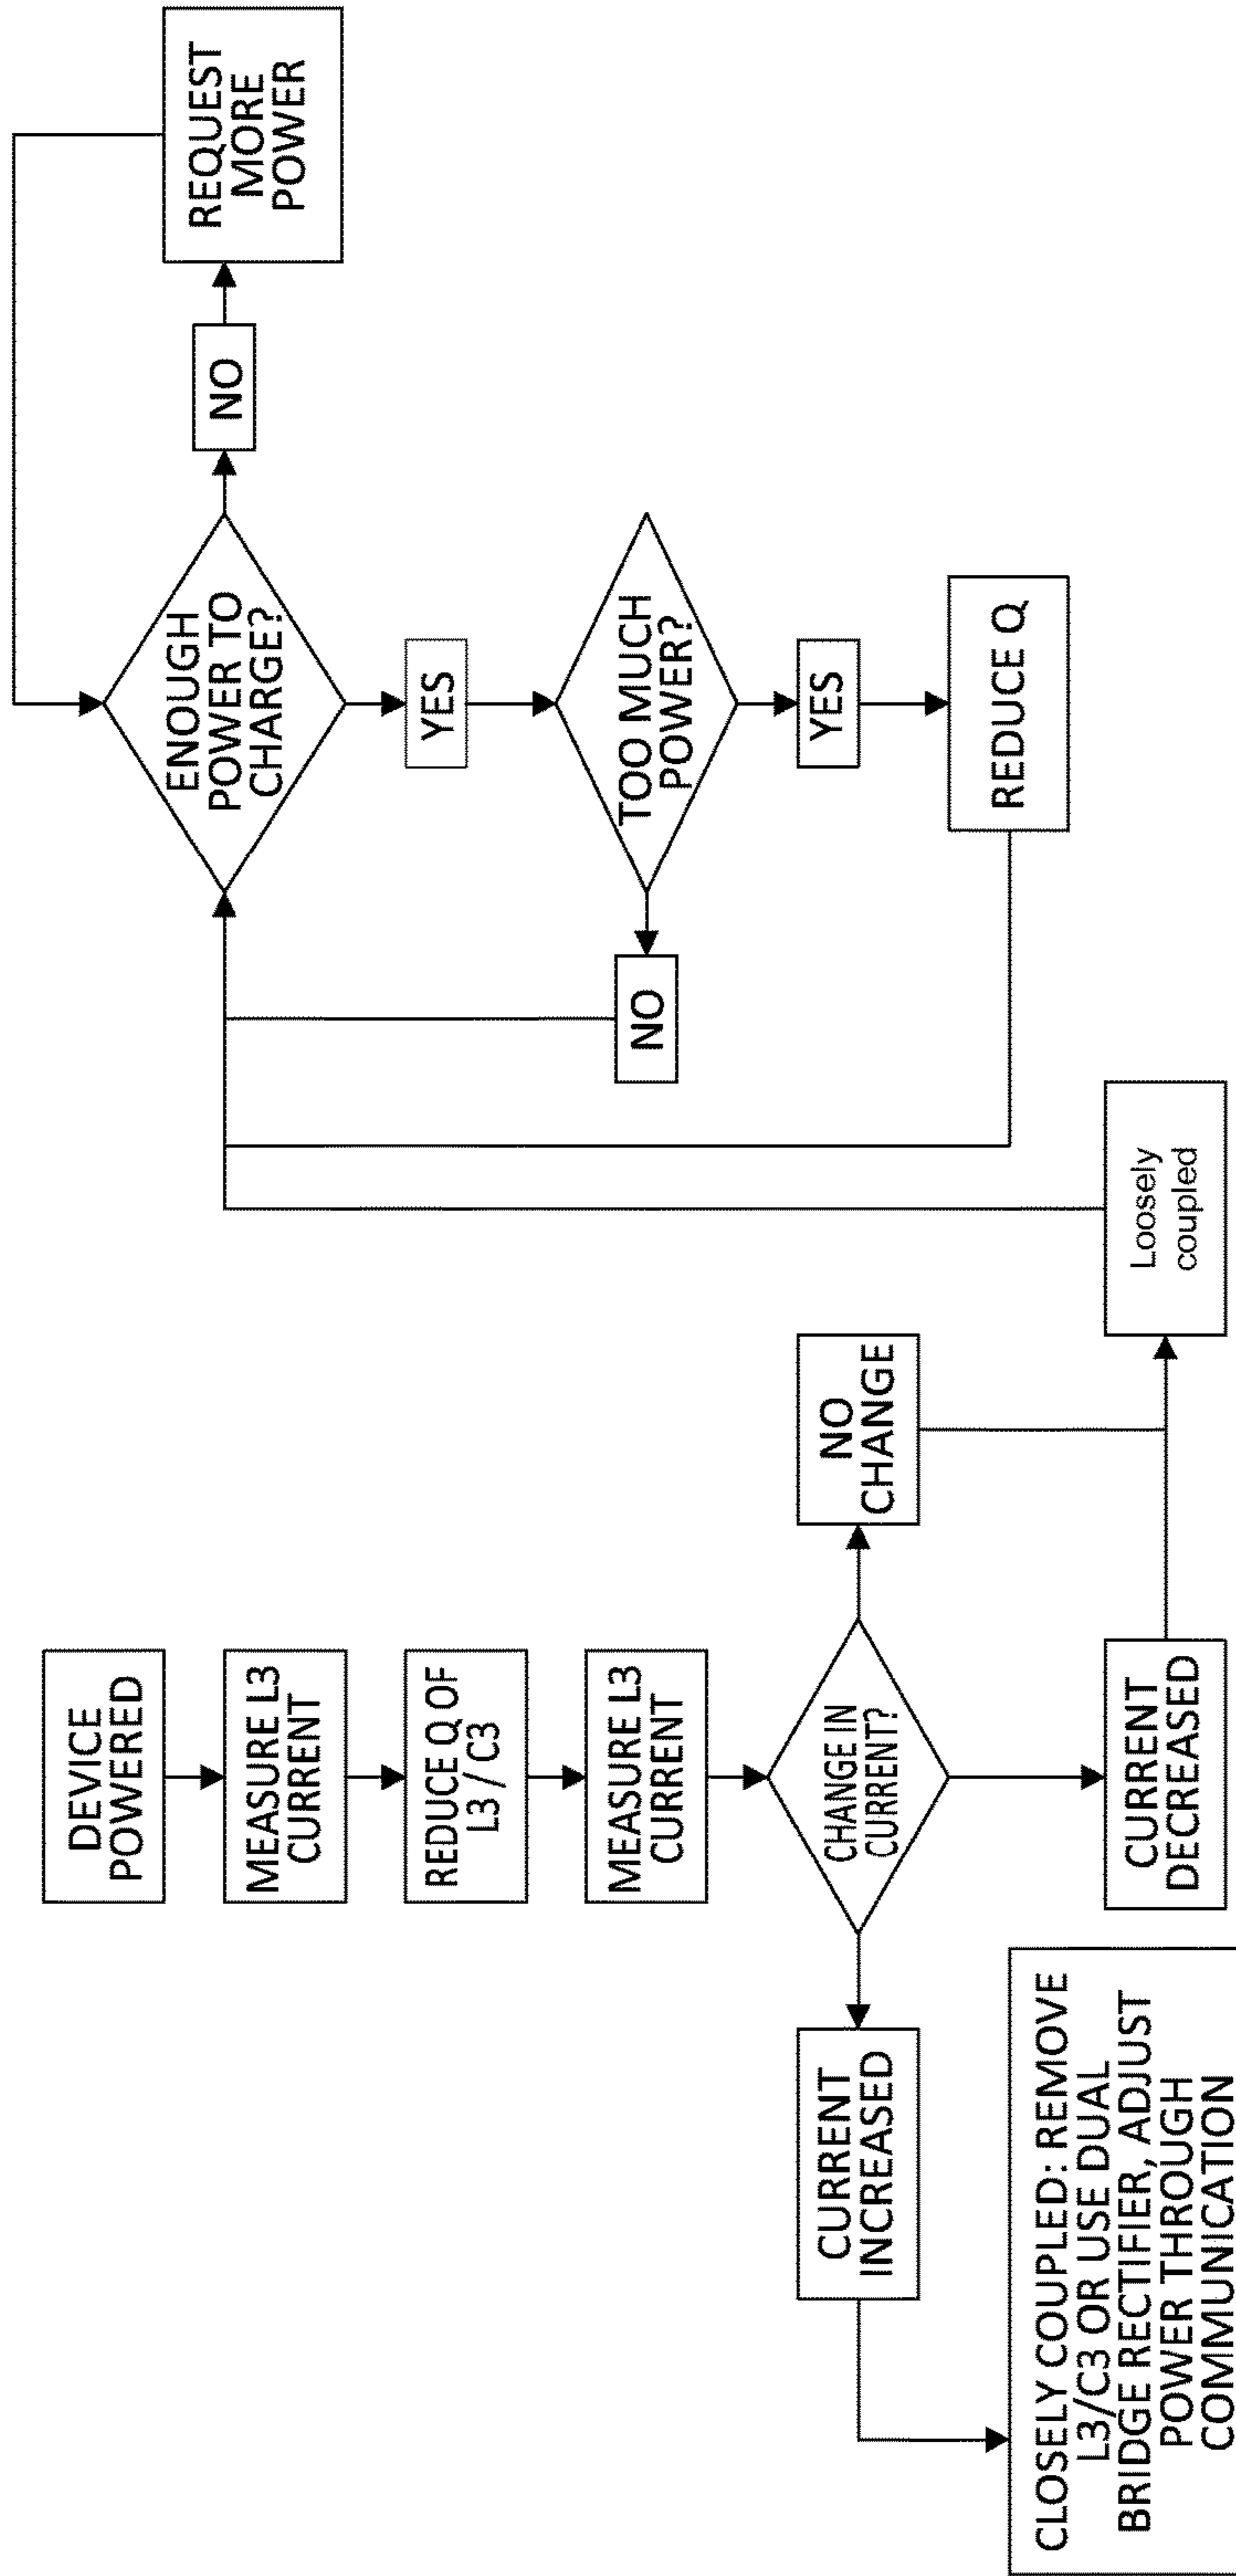 DEVICE
POWERED
MEASURE L3
CURRENT
REDUCE Q OF
L3 / C3
MEASURE L3
CURRENT
CHANGE IN
CURRENT?
CURRENT
INCREASED
CLOSELY COUPLED: REMOVE
L3/C3 OR USE DUAL
BRIDGE RECTIFIER, ADJUST
POWER THROUGH
COMMUNICATION
NO
CHANGE
CURRENT
DECREASED
Loosely
coupled
ENOUGH
POWER TO
CHARGE?
NO
REQUEST
MORE
POWER
YES
TOO MUCH
POWER?
NO
YES
REDUCE Q